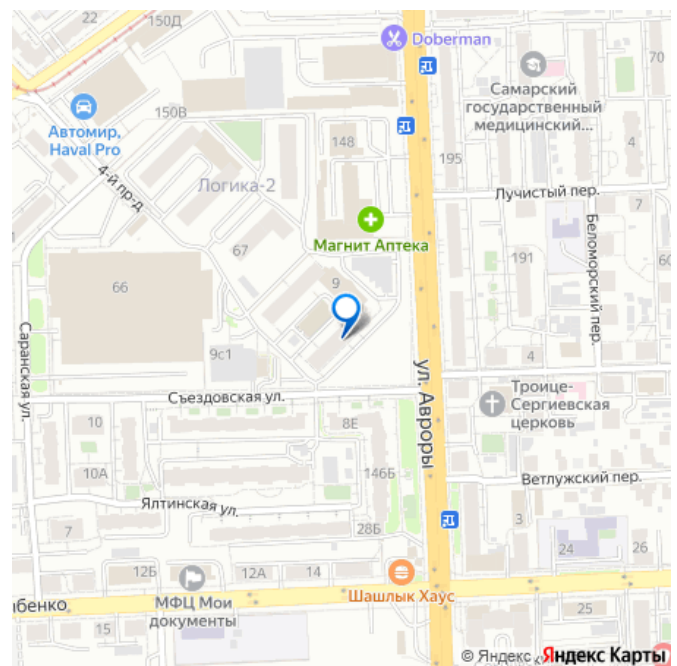 22
150Д
Doberman
Самарский
государственный
медицинский...
70
150В
Автомир,
Haval Pro
148
195
4
4-й пр-д
Логика-2
Лучистый пер.
Магнит Аптека
Беломорский пер.
67
191
7
60
66
9
Саранская ул.
9с1
ул. Авроры
4
Съездовская ул.
Троице-
Сергиевская
церковь
10
8Е
10А
146Б
Ветлужский пер.
Ялтинская ул.
7
28Б
3
24
26
12Б
12А
14
Шашлык Хаус
МФЦ Мои
документы
ыбенко
15
25
© Яндекс
Яндекс Карты